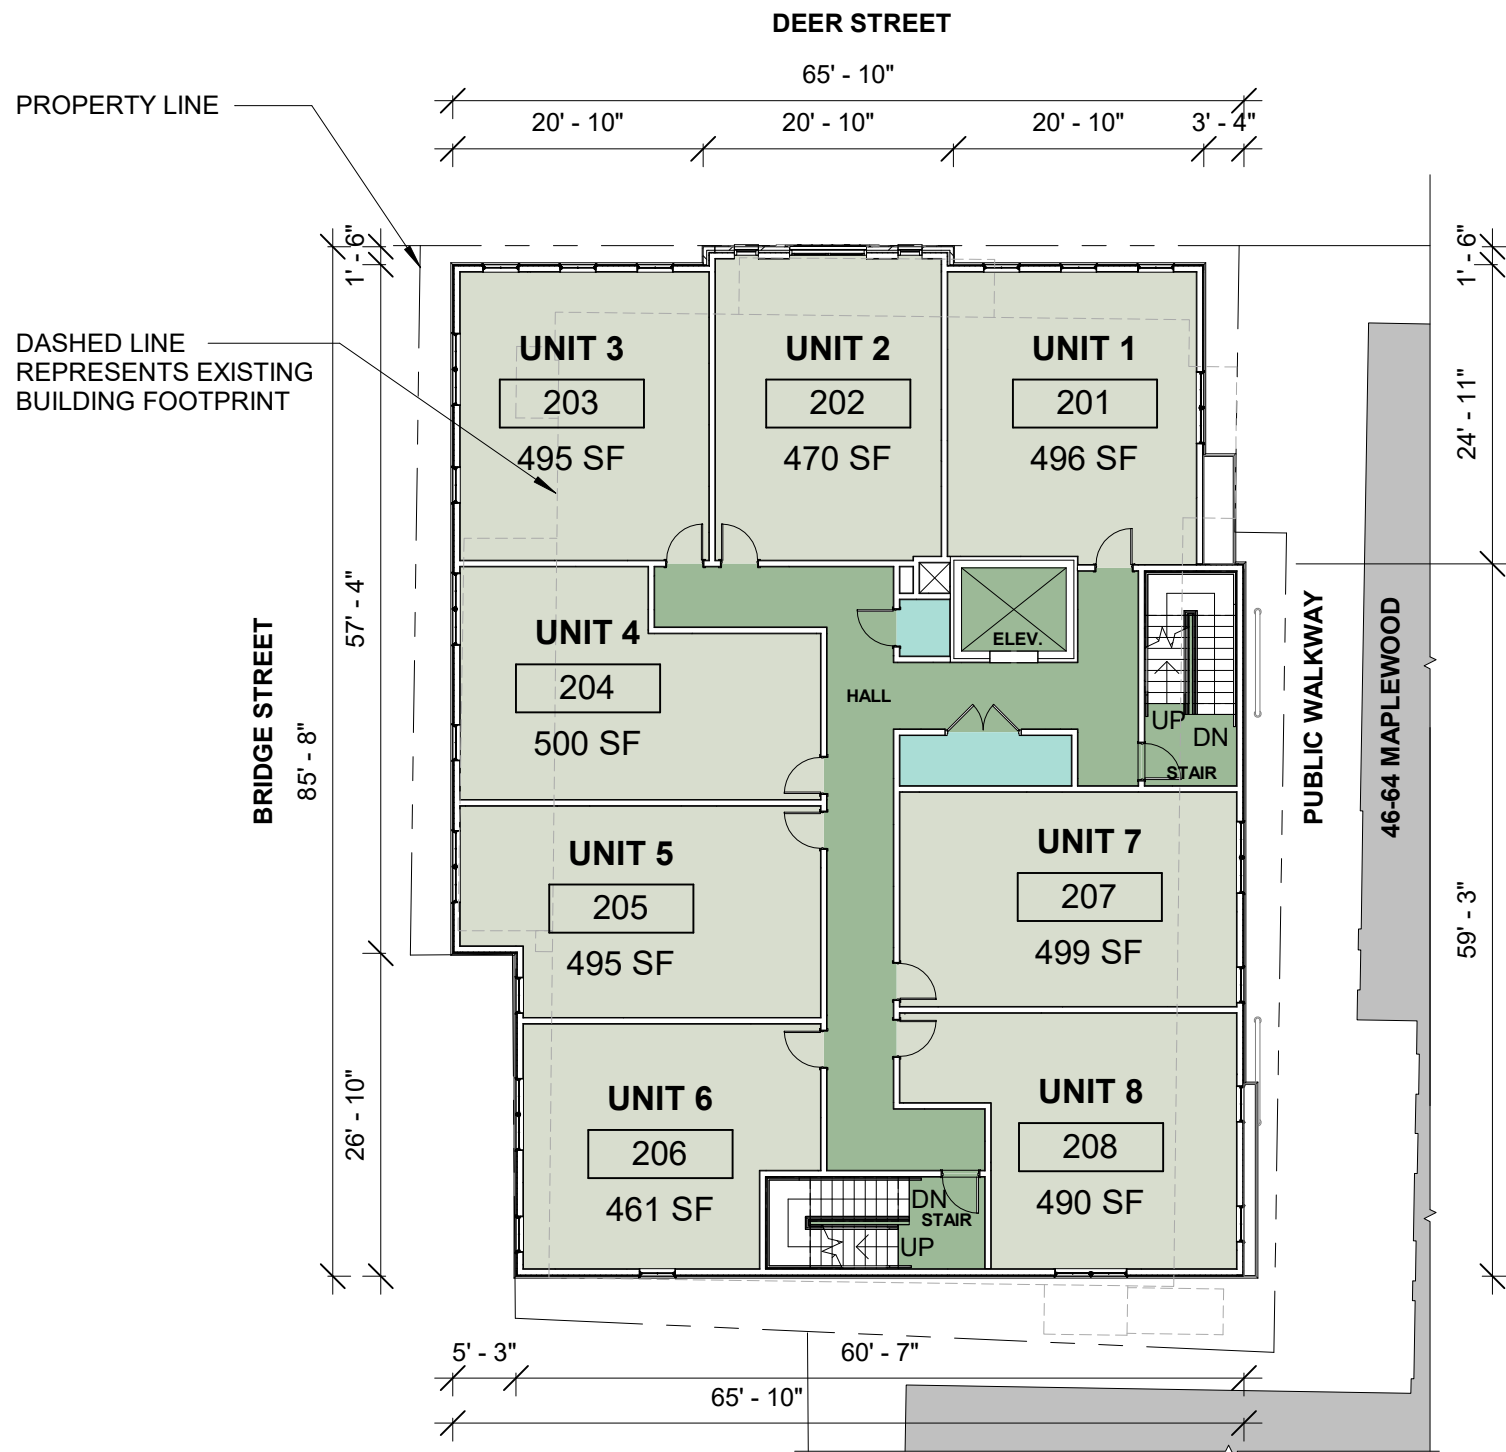 DEER STREET
65' - 10"
PROPERTY LINE
20' - 10"
20' - 10"
20' - 10"
3' - 4"
1' - 6"
1' - 6"
DASHED LINE
REPRESENTS EXISTING
BUILDING FOOTPRINT
UNIT 3
203
495 SF
UNIT 2
202
470 SF
UNIT 1
201
496 SF
24' - 11"
57' - 4"
BRIDGE STREET
85' - 8"
UNIT 4
204
500 SF
HALL
ELEV.
UP
DN
STAIR
PUBLIC WALKWAY
46-64 MAPLEWOOD
UNIT 5
205
495 SF
UNIT 7
207
499 SF
59' - 3"
26' - 10"
UNIT 6
206
461 SF
DN
STAIR
UP
UNIT 8
208
490 SF
5' - 3"
60' - 7"
65' - 10"